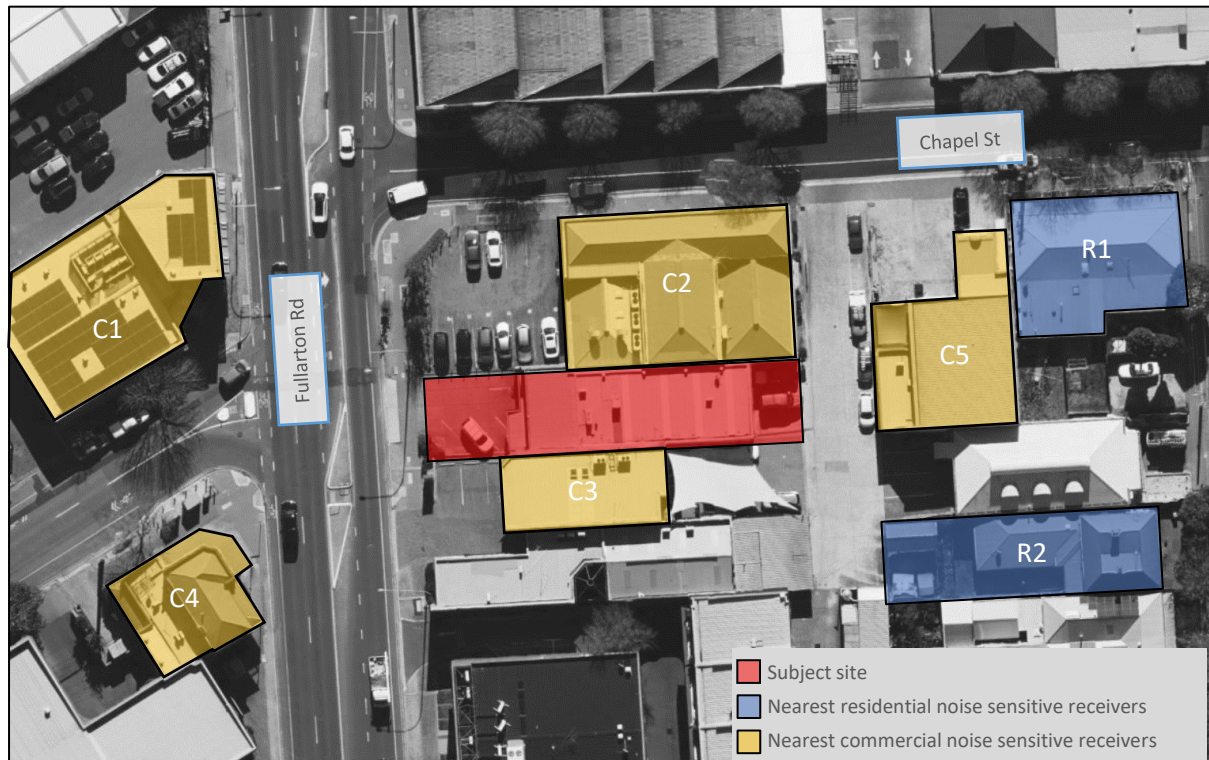 Chapel St
R1
C2
C1
Fullarton Rd
C5
C3
R2
C4
Subject site
Nearest residential noise sensitive receivers
Nearest commercial noise sensitive receivers